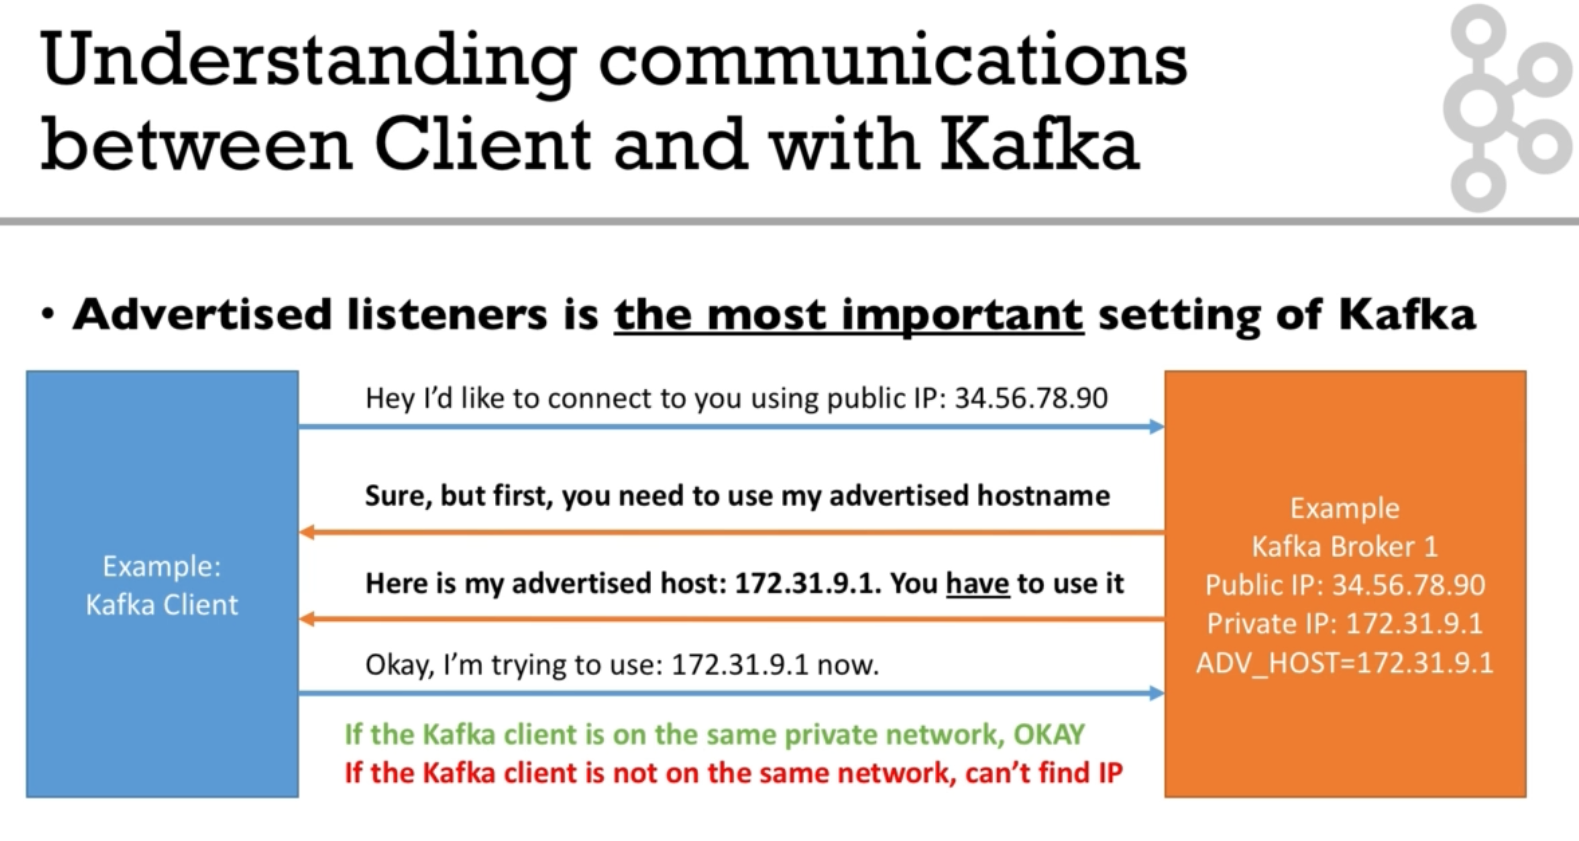 Understanding communications
between Client and with Kafka
• Advertised listeners is the most important setting of Kafka
Hey I’d like to connect to you using public IP: 34.56.78.90
Sure, but first, you need to use my advertised hostname
Here is my advertised host: 172.31.9.1. You have to use it
Okay, I’m trying to use: 172.31.9.1 now.
If the Kafka client is on the same private network, OKAY
If the Kafka client is not on the same network, can’t find IP
Example:
Kafka Client
Example
Kafka Broker 1
Public IP: 34.56.78.90
Private IP: 172.31.9.1
ADV_HOST=172.31.9.1